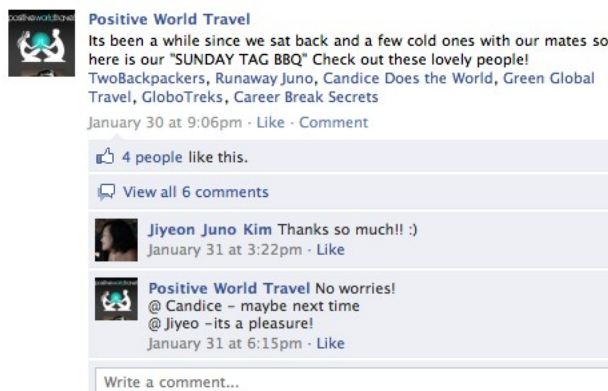 positiveworldtravel
Positive World Travel
Its been a while since we sat back and a few cold ones with our mates so
here is our "SUNDAY TAG BBQ" Check out these lovely people!
TwoBackpackers, Runaway Juno, Candice Does the World, Green Global
Travel, GloboTreks, Career Break Secrets
January 30 at 9:06pm · Like · Comment
4 people like this.
View all 6 comments
Jiyeon Juno Kim Thanks so much!! :)
January 31 at 3:22pm · Like
positiveworldtravel
Positive World Travel No worries!
@ Candice – maybe next time
@ Jiyeo –its a pleasure!
January 31 at 6:15pm · Like
Write a comment...